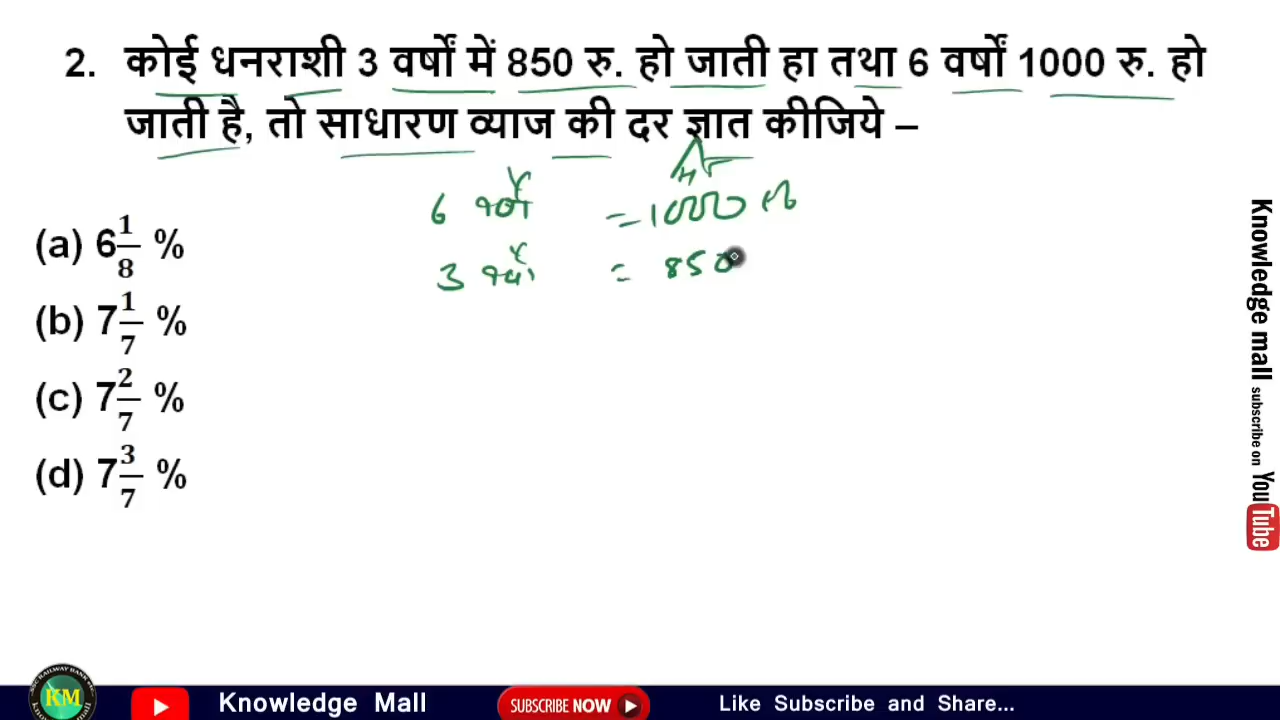 2. कोई धनराशी 3 वर्षो में 850 रु. हो जाती हा तथा 6 वर्षो 1000 रु. हो
जाती है, तो साधारण व्याज की दर ज्ञात कीजिये –
6 = 1000
3 = 850
(a) 6 1/8 %
(b) 7 1/7 %
(c) 7 2/7 %
(d) 7 3/7 %
Knowledge mall subscribe on YouTube
KM
Knowledge Mall
SUBSCRIBE NOW
Like Subscribe and Share...